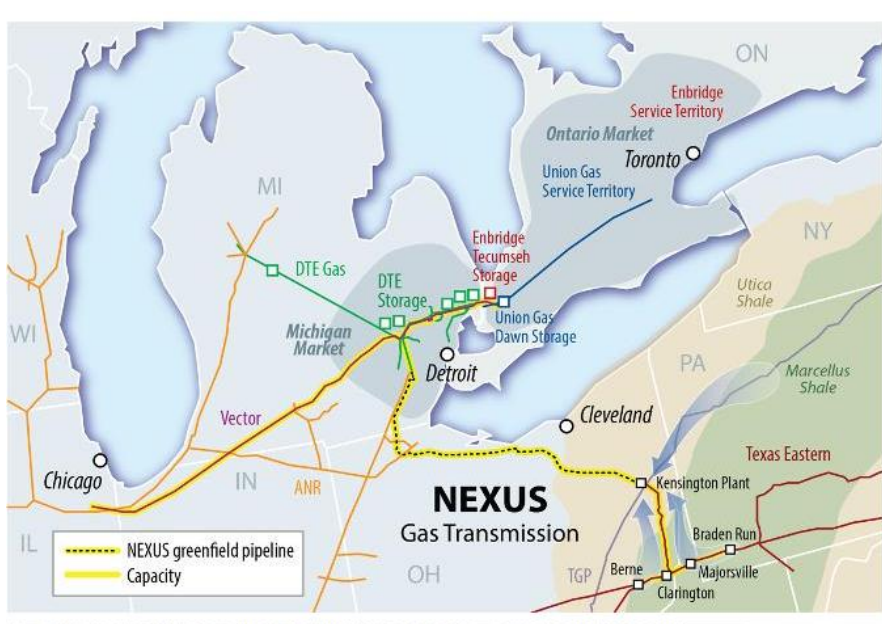 ON
Enbridge
Service Territory
Ontario Market
Toronto
Union Gas
Service Territory
MI
NY
Enbridge
Tecumseh
Storage
DTE Gas
DTE
Storage
Utica
Shale
Union Gas
Dawn Storage
WI
Michigan
Market
PA
Detroit
Marcellus
Shale
Cleveland
Vector
Texas Eastern
Chicago
IN
ANR
Kensington Plant
NEXUS
Gas Transmission
Braden Run
IL
NEXUS greenfield pipeline
Capacity
OH
TGP
Berne
Majorsville
Clarington